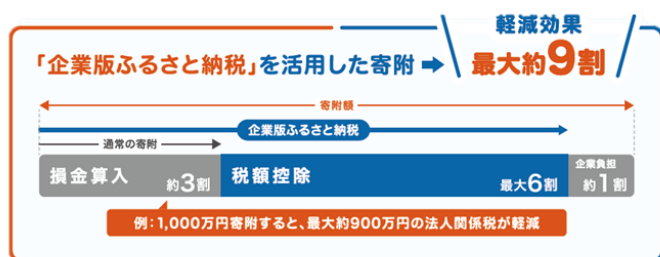 軽減効果
「企業版ふるさと納税」を活用した寄附
最大約9割
寄附額
企業版ふるさと納税
通常の寄附
損金算入 約3割
税額控除 最大6割
企業負担
約1割
例：1,000万円寄附すると、最大約900万円の法人関係税が軽減